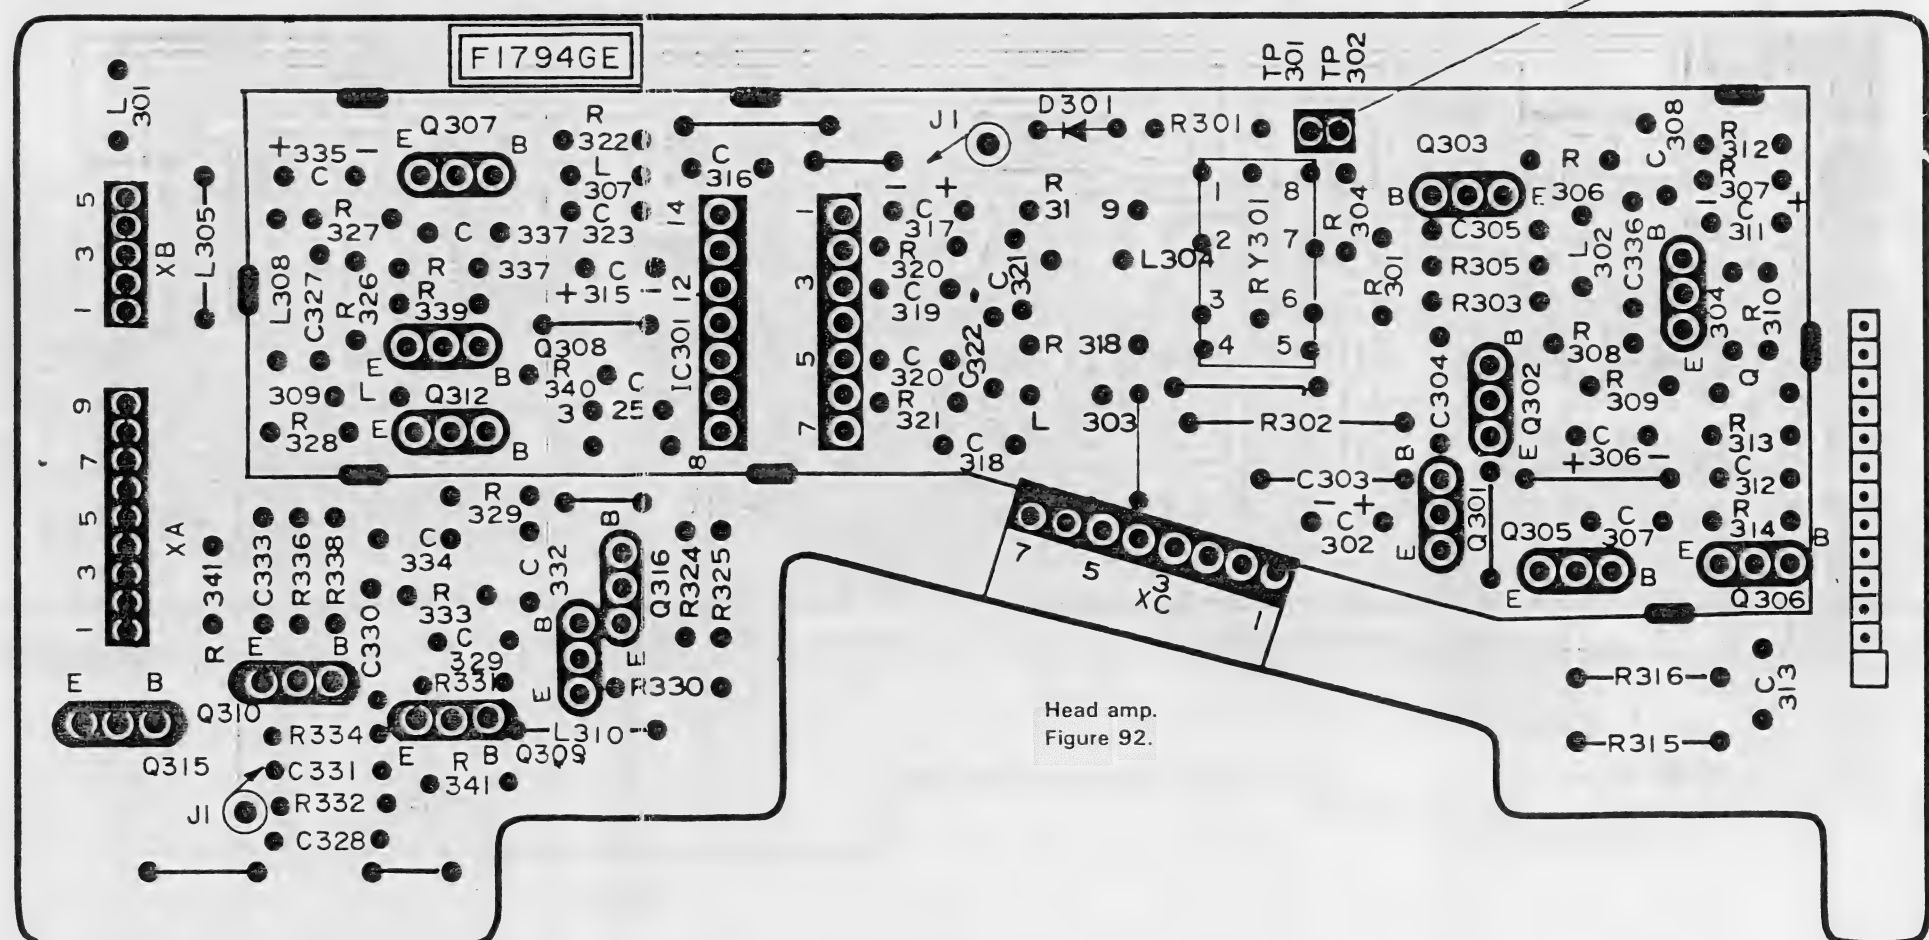 F1794GE
TP 301
TP 302
L 301
5
3
1
XB
L305
9
7
5
3
1
XA
+ 335 -
C
E
Q307
B
R 322
L 307
C 323
C 316
J1
D301
R301
Q303
B
E
C 308
R 312
R 307
- C 311 +
R 306
R 327
C 337
R 337
L308
C327
R 326
R 339
+ C 315 -
14
12
IC301
8
1
3
5
7
- C 317 +
R 320
C 319
C 320
R 321
C 318
C 321
C322
R 31 9
L304
R 318
L 303
1
2
3
4
8
7
6
5
RY301
R 304
R 301
C305
R305
R303
L 302
C336
B
304
E
Q
R 310
E
Q308
B
R 340
C 3 25
309 L
Q312
E
B
R 328
R302
C304
B
Q302
E
R 308
R 309
+ C 306 -
R 313
C 312
R 314
C303
- + C 302
B
Q301
E
Q305
E
B
C 307
E
B
Q306
R 329
C 334
C 332
R 333
C 329
C333
R336
R338
R 341
C330
B
Q316
E
B
E
R324
R325
R330
R331
E
B
Q310
E
B
Q315
R334
C331
R332
C328
J1
E
B
Q309
R 341
L310
7
5
3
1
XC
R316
R315
C 313
Head amp.
Figure 92.